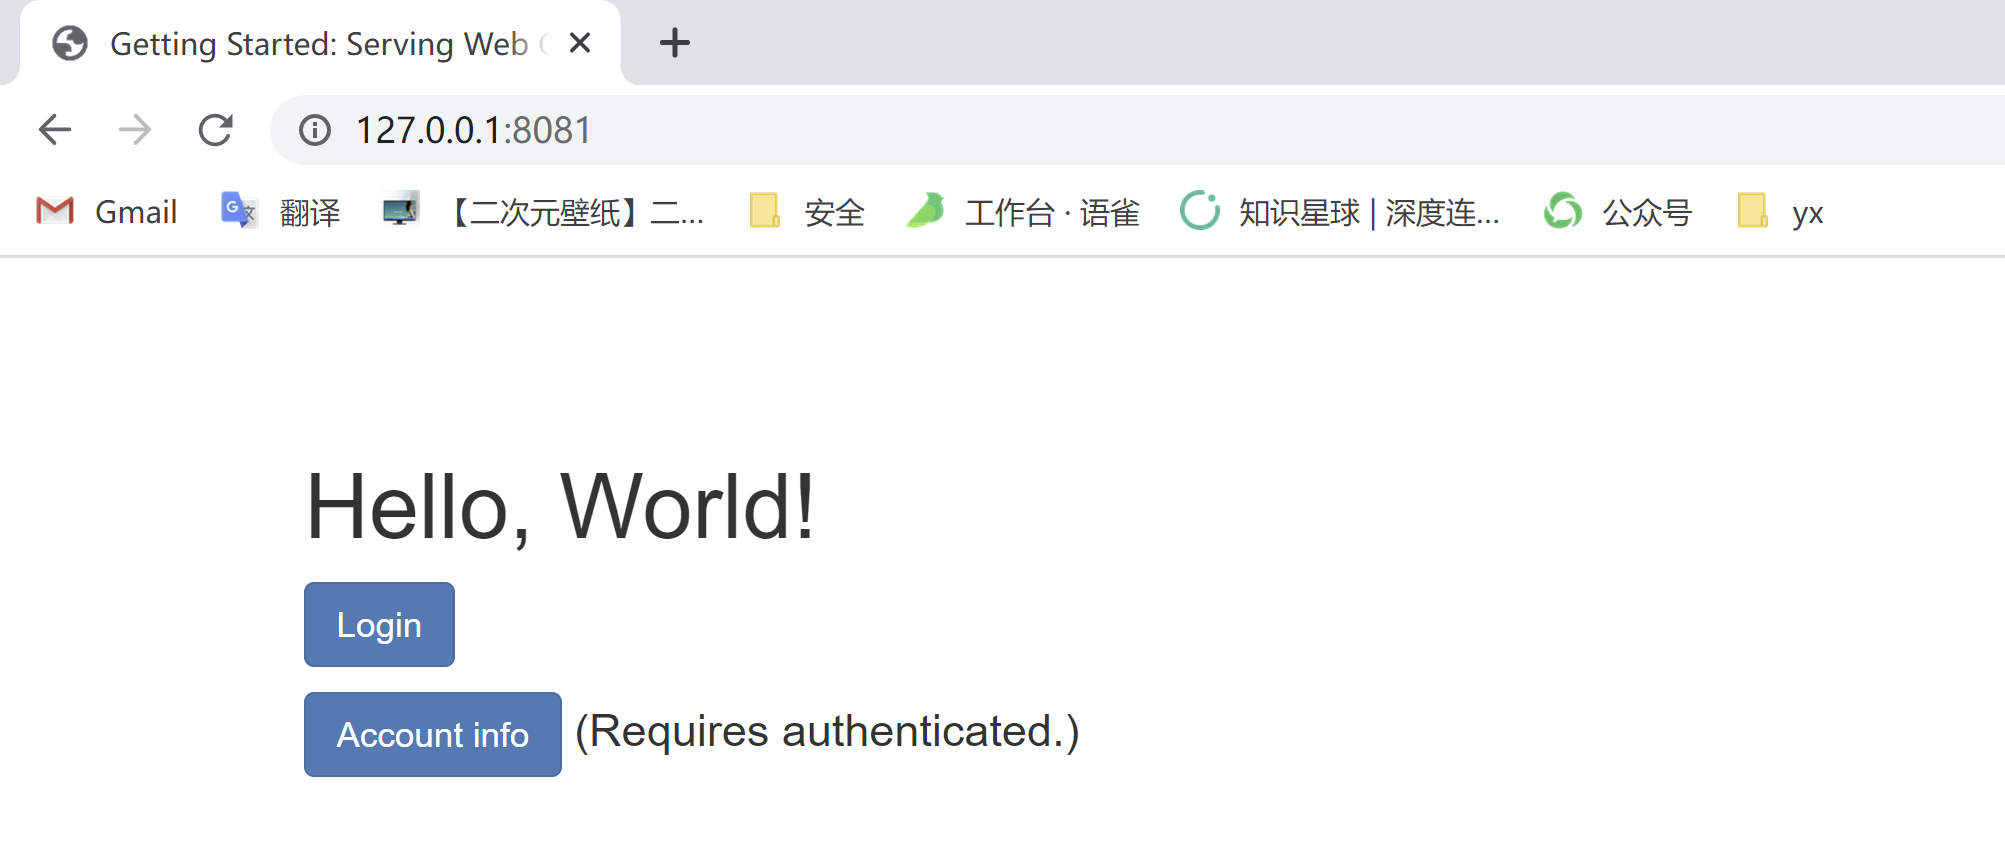 Getting Started: Serving Web
127.0.0.1:8081
Gmail 翻译 【二次元壁纸】二... 安全 工作台 · 语雀 知识星球 | 深度连... 公众号 yx
Hello, World!
Login
Account info (Requires authenticated.)